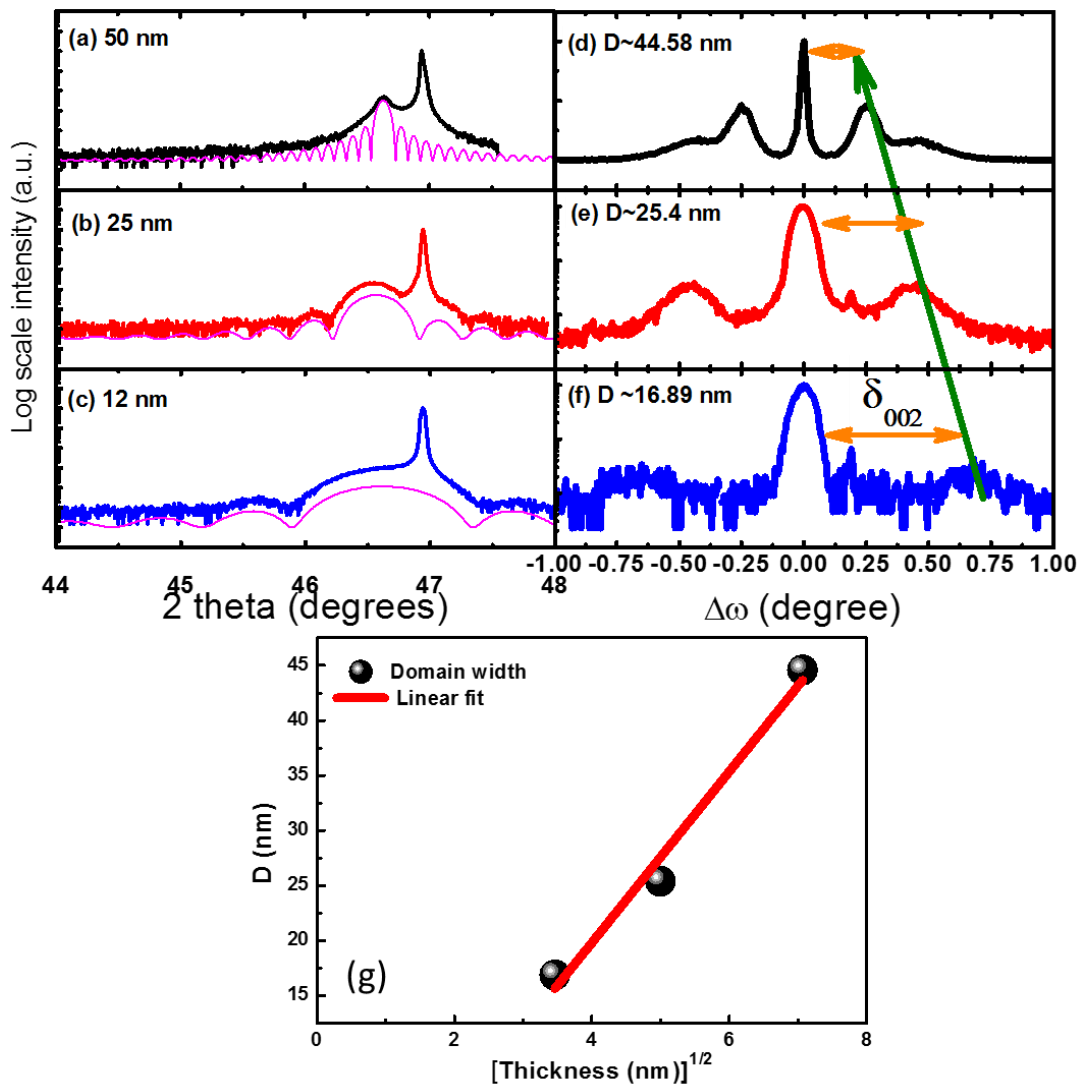 (a) 50 nm
(d) D~44.58 nm
(b) 25 nm
(e) D~25.4 nm
(c) 12 nm
(f) D ~16.89 nm
δ002
Log scale intensity (a.u.)
44 45 46 47 48
-1.00 -0.75 -0.50 -0.25 0.00 0.25 0.50 0.75 1.00
2 theta (degrees)
Δω (degree)
Domain width
Linear fit
45
40
35
30
25
20
15
D (nm)
(g)
0 2 4 6 8
[Thickness (nm)]1/2